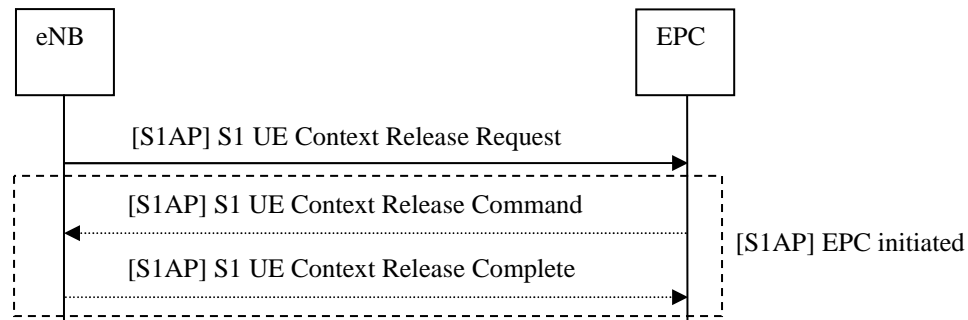 eNB
EPC
[S1AP] S1 UE Context Release Request
[S1AP] S1 UE Context Release Command
[S1AP] EPC initiated
[S1AP] S1 UE Context Release Complete